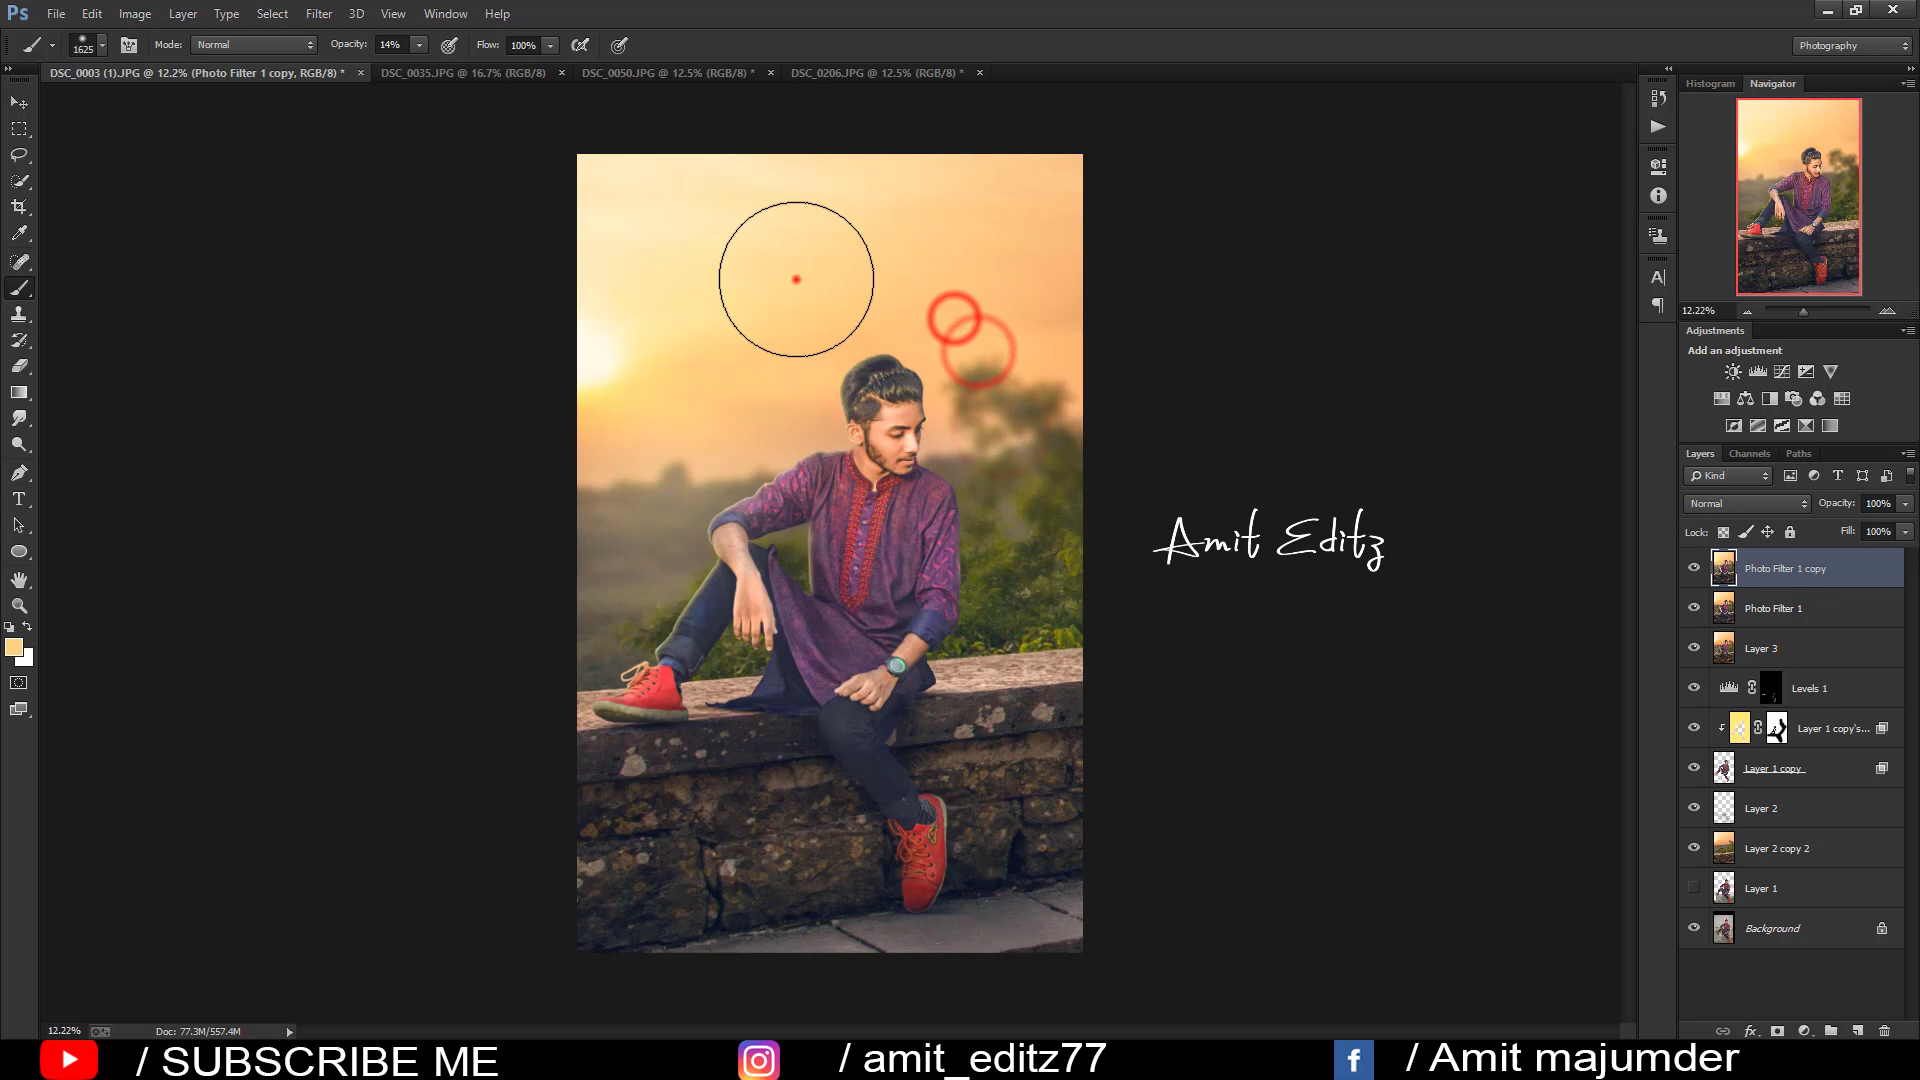 Ps File Edit Image Layer Type Select Filter 3D View Window Help
1625 Mode: Normal Opacity: 14% Flow: 100% Photography
DSC_0003 (1).JPG @ 12.2% (Photo Filter 1 copy, RGB/8) * DSC_0035.JPG @ 16.7% (RGB/8) DSC_0050.JPG @ 12.5% (RGB/8) * DSC_0206.JPG @ 12.5% (RGB/8) *
Histogram Navigator
12.22%
Adjustments
Add an adjustment
Layers Channels Paths
Kind
Normal Opacity: 100%
Lock: Fill: 100%
Photo Filter 1 copy
Photo Filter 1
Layer 3
Levels 1
Layer 1 copy's...
Layer 1 copy
Layer 2
Layer 2 copy 2
Layer 1
Background
Amit Editz
12.22% Doc: 77.3M/557.4M
/ SUBSCRIBE ME / amit_editz77 / Amit majumder